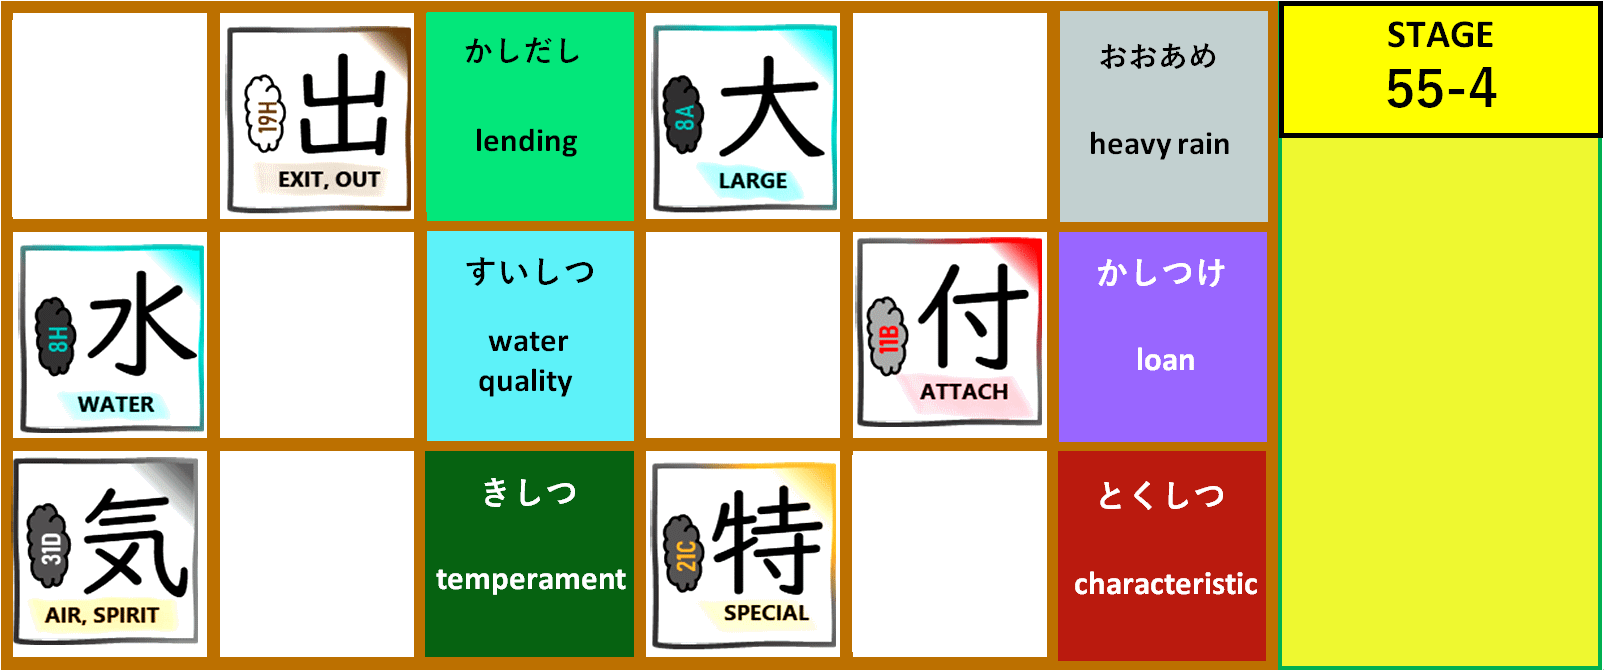 19H
出
EXIT, OUT
かしだし
lending
8A
大
LARGE
おおあめ
heavy rain
STAGE
55-4
8H
水
WATER
すいしつ
water
quality
11B
付
ATTACH
かしつけ
loan
31D
気
AIR, SPIRIT
きしつ
temperament
21C
特
SPECIAL
とくしつ
characteristic